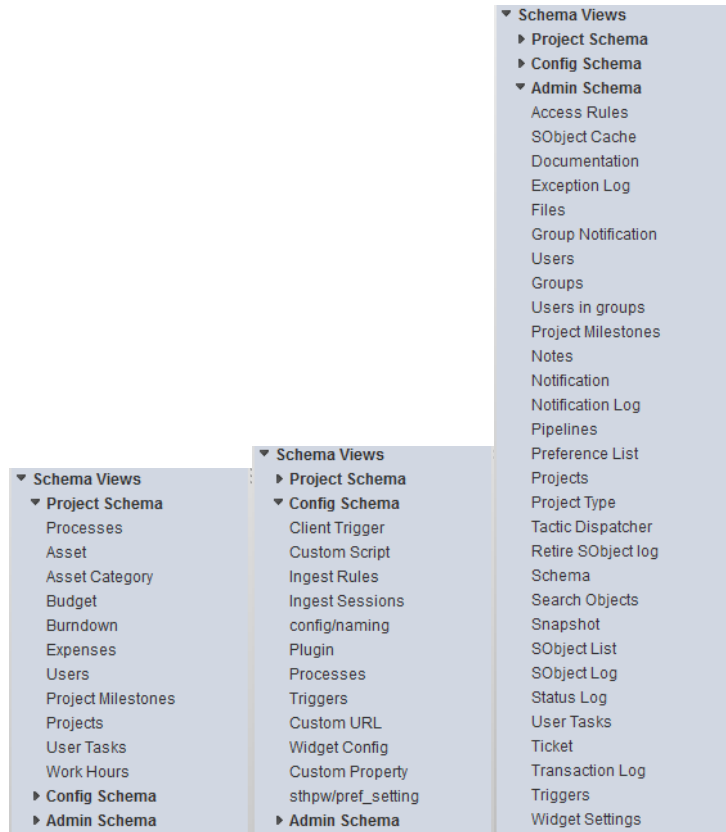 Schema Views
Project Schema
Processes
Asset
Asset Category
Budget
Burndown
Expenses
Users
Project Milestones
Projects
User Tasks
Work Hours
Config Schema
Admin Schema
Schema Views
Project Schema
Config Schema
Client Trigger
Custom Script
Ingest Rules
Ingest Sessions
config/naming
Plugin
Processes
Triggers
Custom URL
Widget Config
Custom Property
sthpw/pref_setting
Admin Schema
Schema Views
Project Schema
Config Schema
Admin Schema
Access Rules
SObject Cache
Documentation
Exception Log
Files
Group Notification
Users
Groups
Users in groups
Project Milestones
Notes
Notification
Notification Log
Pipelines
Preference List
Projects
Project Type
Tactic Dispatcher
Retire SObject log
Schema
Search Objects
Snapshot
SObject List
SObject Log
Status Log
User Tasks
Ticket
Transaction Log
Triggers
Widget Settings